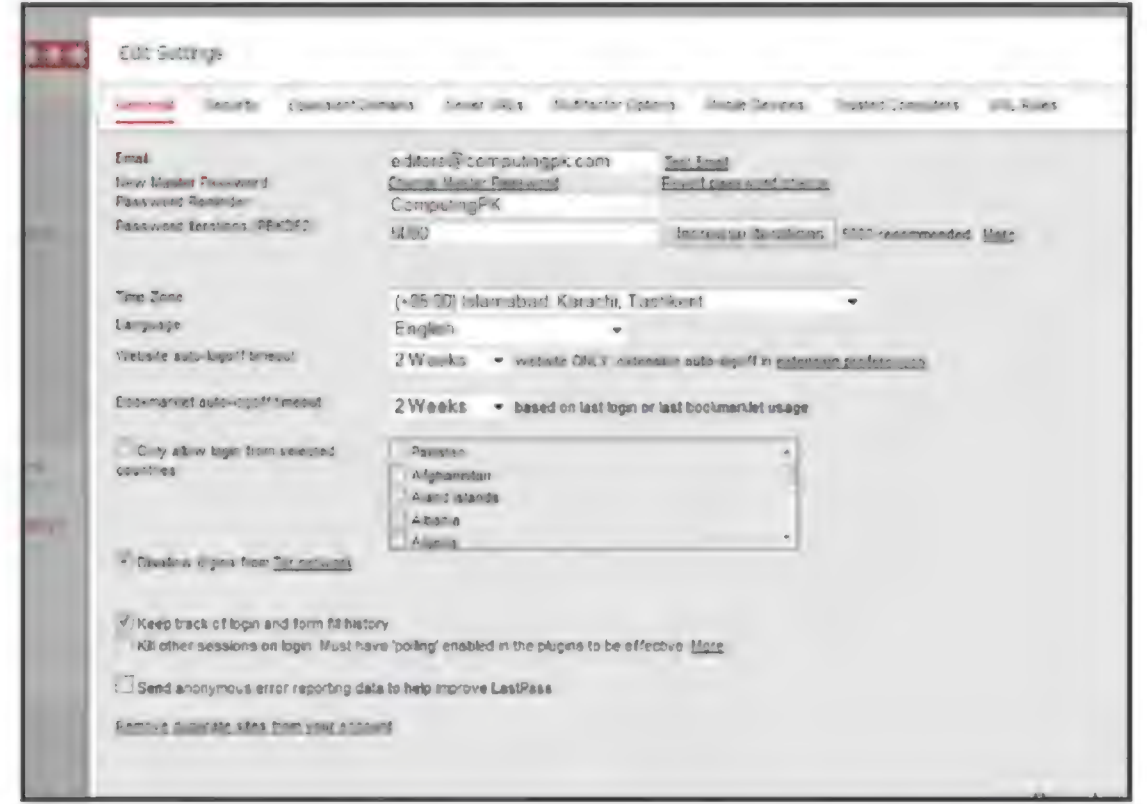 Edit Settings
General Security Equivalent Domains Never URLs Multifactor Options Mobile Devices Trusted Computers URL Rules
Email editors@computingpk.com Test Email
New Master Password Change Master Password Revert password change
Password Reminder ComputingPK
Password Iterations (PBKDF2) 5000 Increase Iterations 5000 recommended. More
Time Zone (+05:00) Islamabad, Karachi, Tashkent
Language English
Website auto-logoff timeout 2 Weeks website ONLY, extension auto-logoff in extension preferences
Bookmarklet auto-logoff timeout 2 Weeks based on last login or last bookmarklet usage
Only allow login from selected countries
Pakistan
Afghanistan
Aland Islands
Albania
Algeria
Disallow logins from Tor network
Keep track of login and form fill history
Kill other sessions on login. Must have 'polling' enabled in the plugins to be effective. More
Send anonymous error reporting data to help improve LastPass
Remove duplicate sites from your account